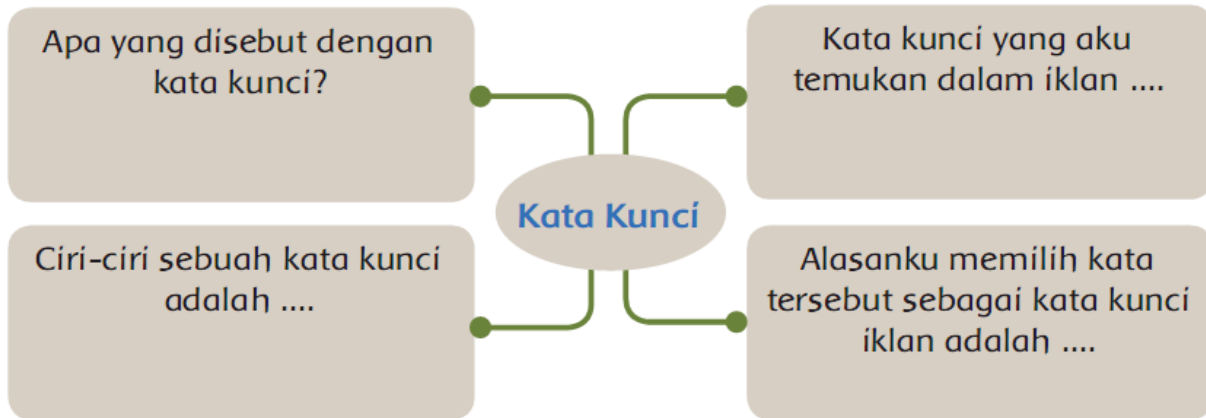 Apa yang disebut dengan
kata kunci?
Kata kunci yang aku
temukan dalam iklan ....
Kata Kunci
Ciri-ciri sebuah kata kunci
adalah ....
Alasanku memilih kata
tersebut sebagai kata kunci
iklan adalah ....